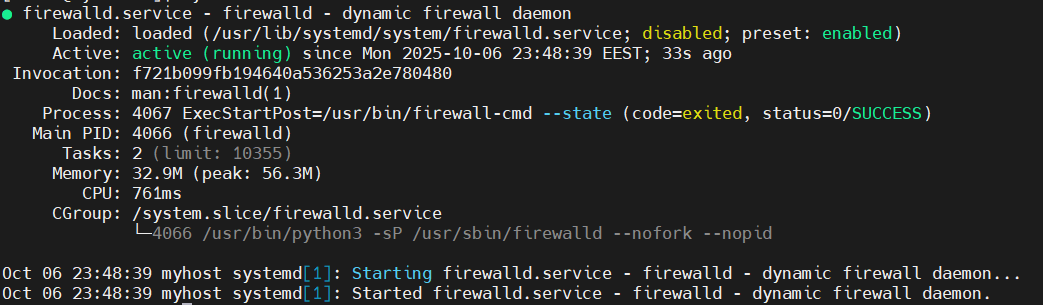 ● firewalld.service - firewalld - dynamic firewall daemon
     Loaded: loaded (/usr/lib/systemd/system/firewalld.service; disabled; preset: enabled)
     Active: active (running) since Mon 2025-10-06 23:48:39 EEST; 33s ago
 Invocation: f721b099fb194640a536253a2e780480
       Docs: man:firewalld(1)
    Process: 4067 ExecStartPost=/usr/bin/firewall-cmd --state (code=exited, status=0/SUCCESS)
   Main PID: 4066 (firewalld)
      Tasks: 2 (limit: 10355)
     Memory: 32.9M (peak: 56.3M)
        CPU: 761ms
     CGroup: /system.slice/firewalld.service
             └─4066 /usr/bin/python3 -sP /usr/sbin/firewalld --nofork --nopid

Oct 06 23:48:39 myhost systemd[1]: Starting firewalld.service - firewalld - dynamic firewall daemon...
Oct 06 23:48:39 myhost systemd[1]: Started firewalld.service - firewalld - dynamic firewall daemon.